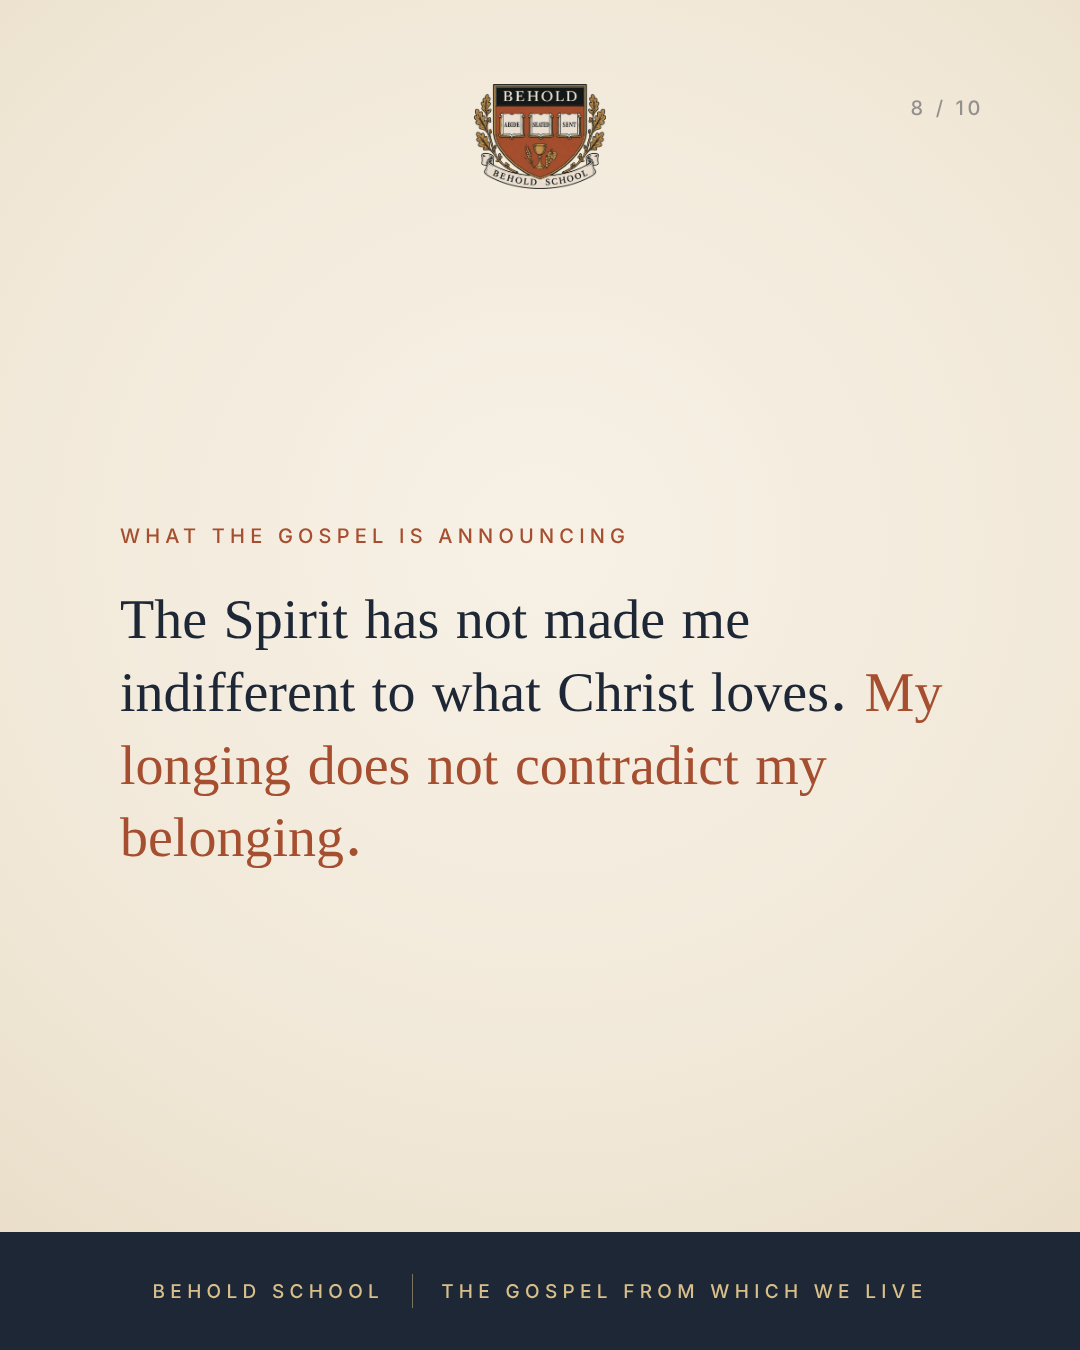 BEHOLD
ABIDE SEATED SENT
BEHOLD SCHOOL
8 / 10
WHAT THE GOSPEL IS ANNOUNCING
The Spirit has not made me
indifferent to what Christ loves. My
longing does not contradict my
belonging.
BEHOLD SCHOOL THE GOSPEL FROM WHICH WE LIVE